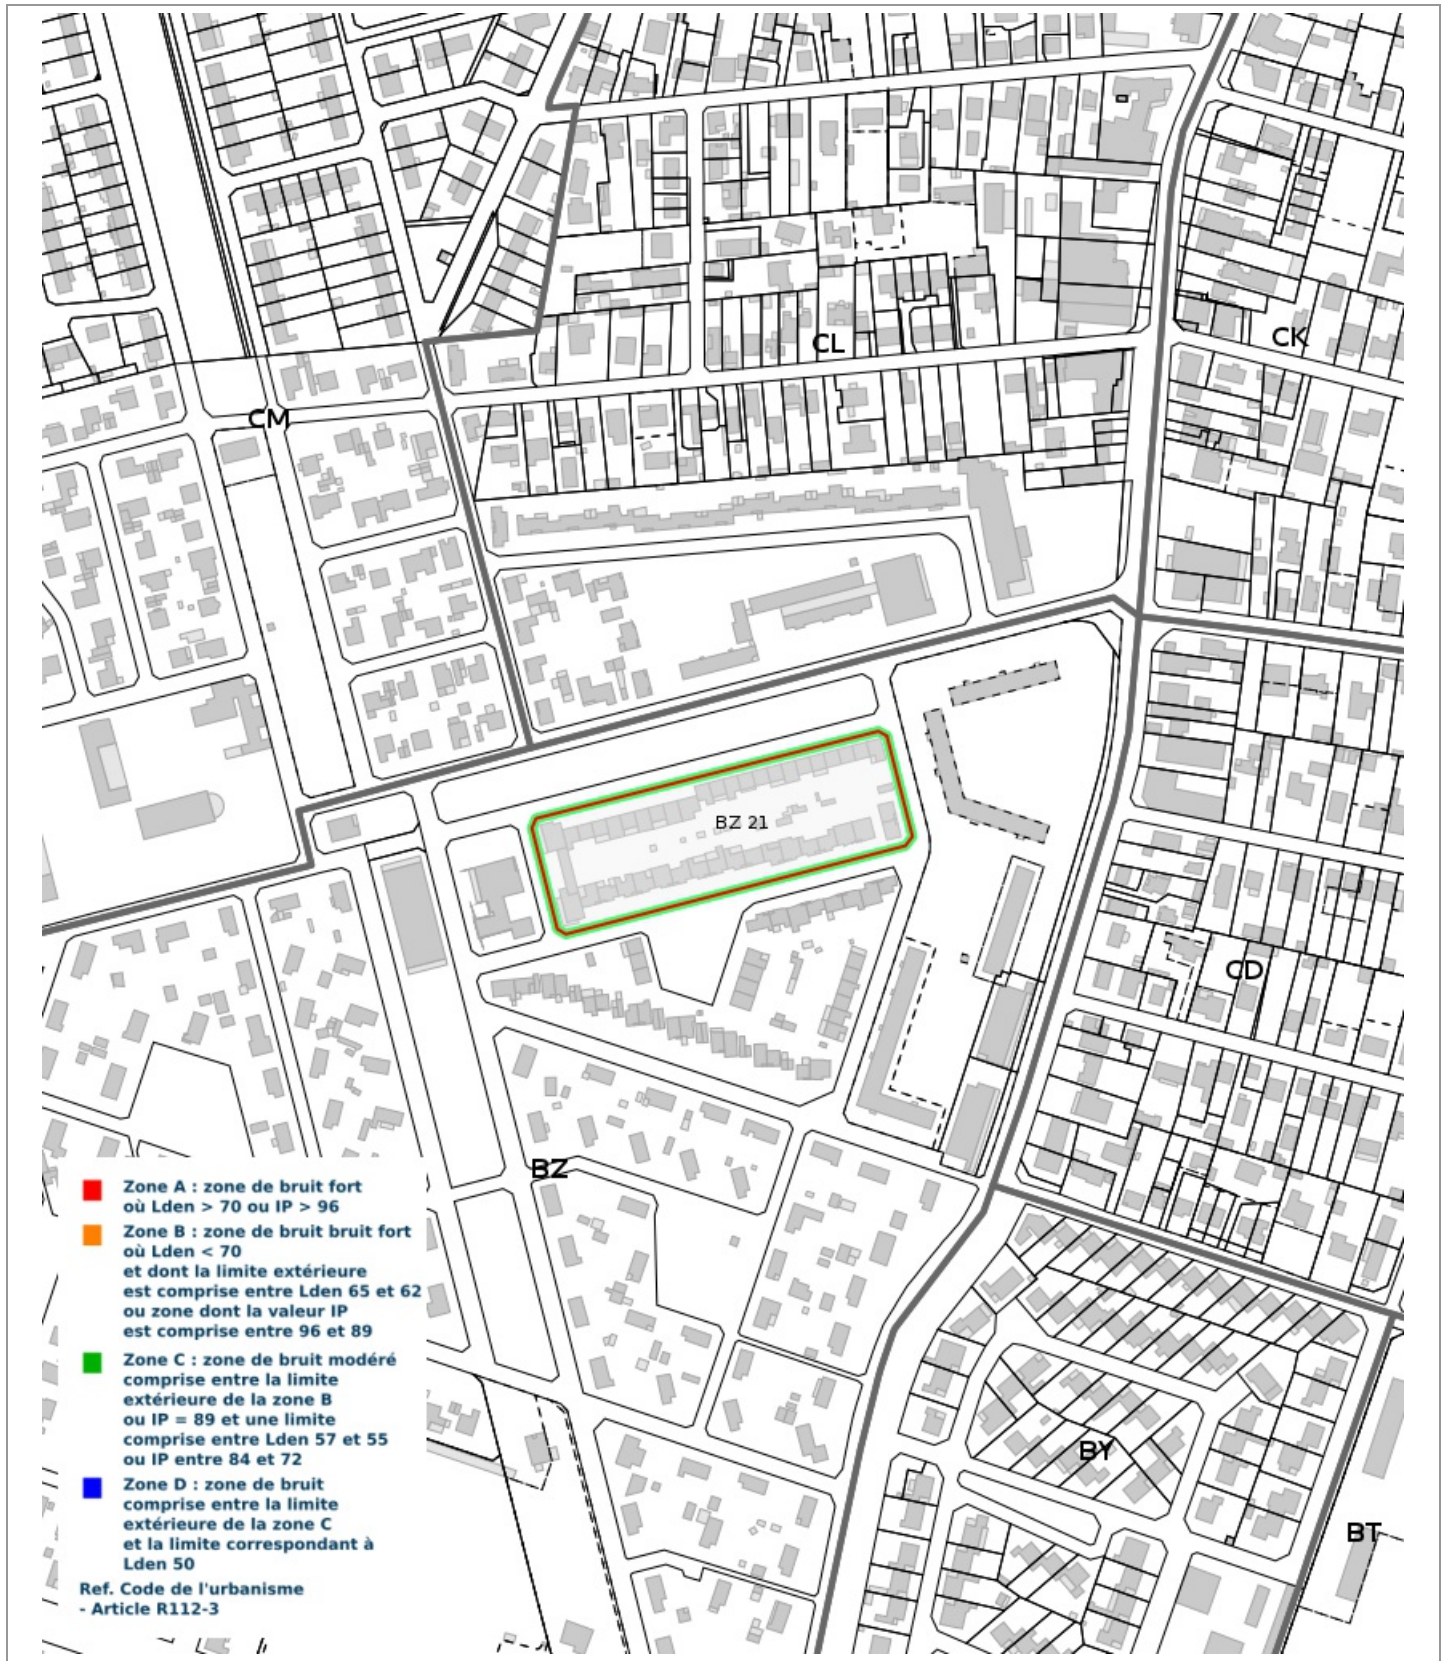 CL
CK
CM
BZ 21
CD
BZ
BY
BT
Zone A : zone de bruit fort
où Lden > 70 ou IP > 96
Zone B : zone de bruit bruit fort
où Lden < 70
et dont la limite extérieure
est comprise entre Lden 65 et 62
ou zone dont la valeur IP
est comprise entre 96 et 89
Zone C : zone de bruit modéré
comprise entre la limite
extérieure de la zone B
ou IP = 89 et une limite
comprise entre Lden 57 et 55
ou IP entre 84 et 72
Zone D : zone de bruit
comprise entre la limite
extérieure de la zone C
et la limite correspondant à
Lden 50
Ref. Code de l'urbanisme
- Article R112-3